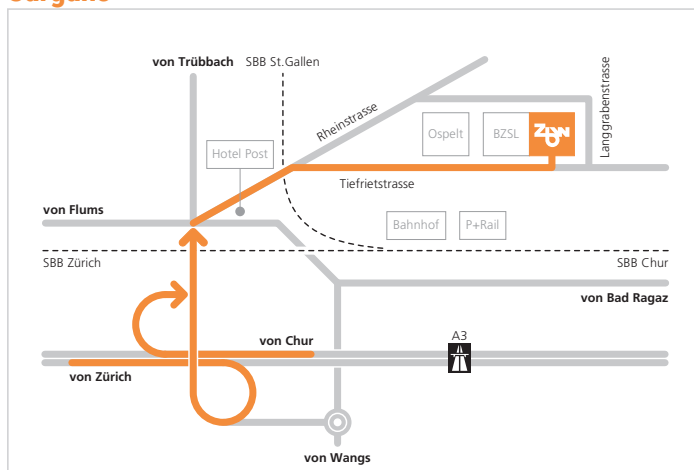 von Trübbach
SBB St.Gallen
Rheinstrasse
Langgrabenstrasse
Hotel Post
Ospelt
BZSL
Tiefrietstrasse
von Flums
Bahnhof
P+Rail
SBB Zürich
SBB Chur
von Bad Ragaz
von Chur
A3
von Zürich
von Wangs